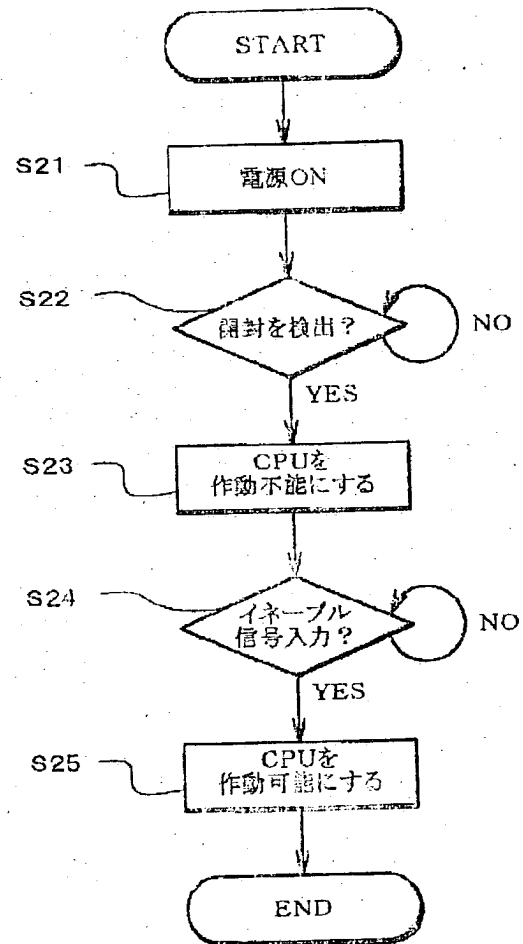 START
S21
電源ON
S22
開封を検出？
NO
YES
S23
CPUを
作動不能にする
S24
イネーブル
信号入力？
NO
YES
S25
CPUを
作動可能にする
END